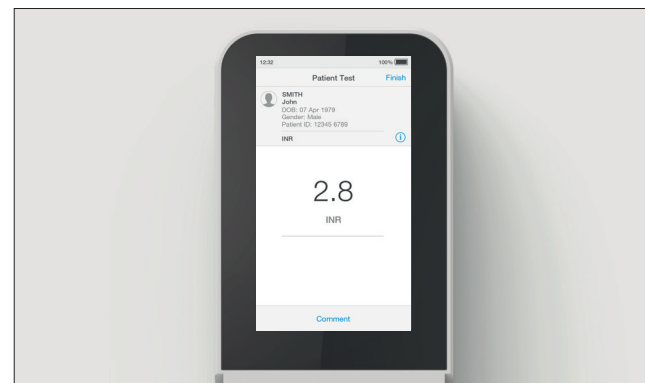 12:32 100%
Patient Test Finish
SMITH
John
DOB: 07 Apr 1979
Gender: Male
Patient ID: 12345 6789
INR
2.8
INR
Comment